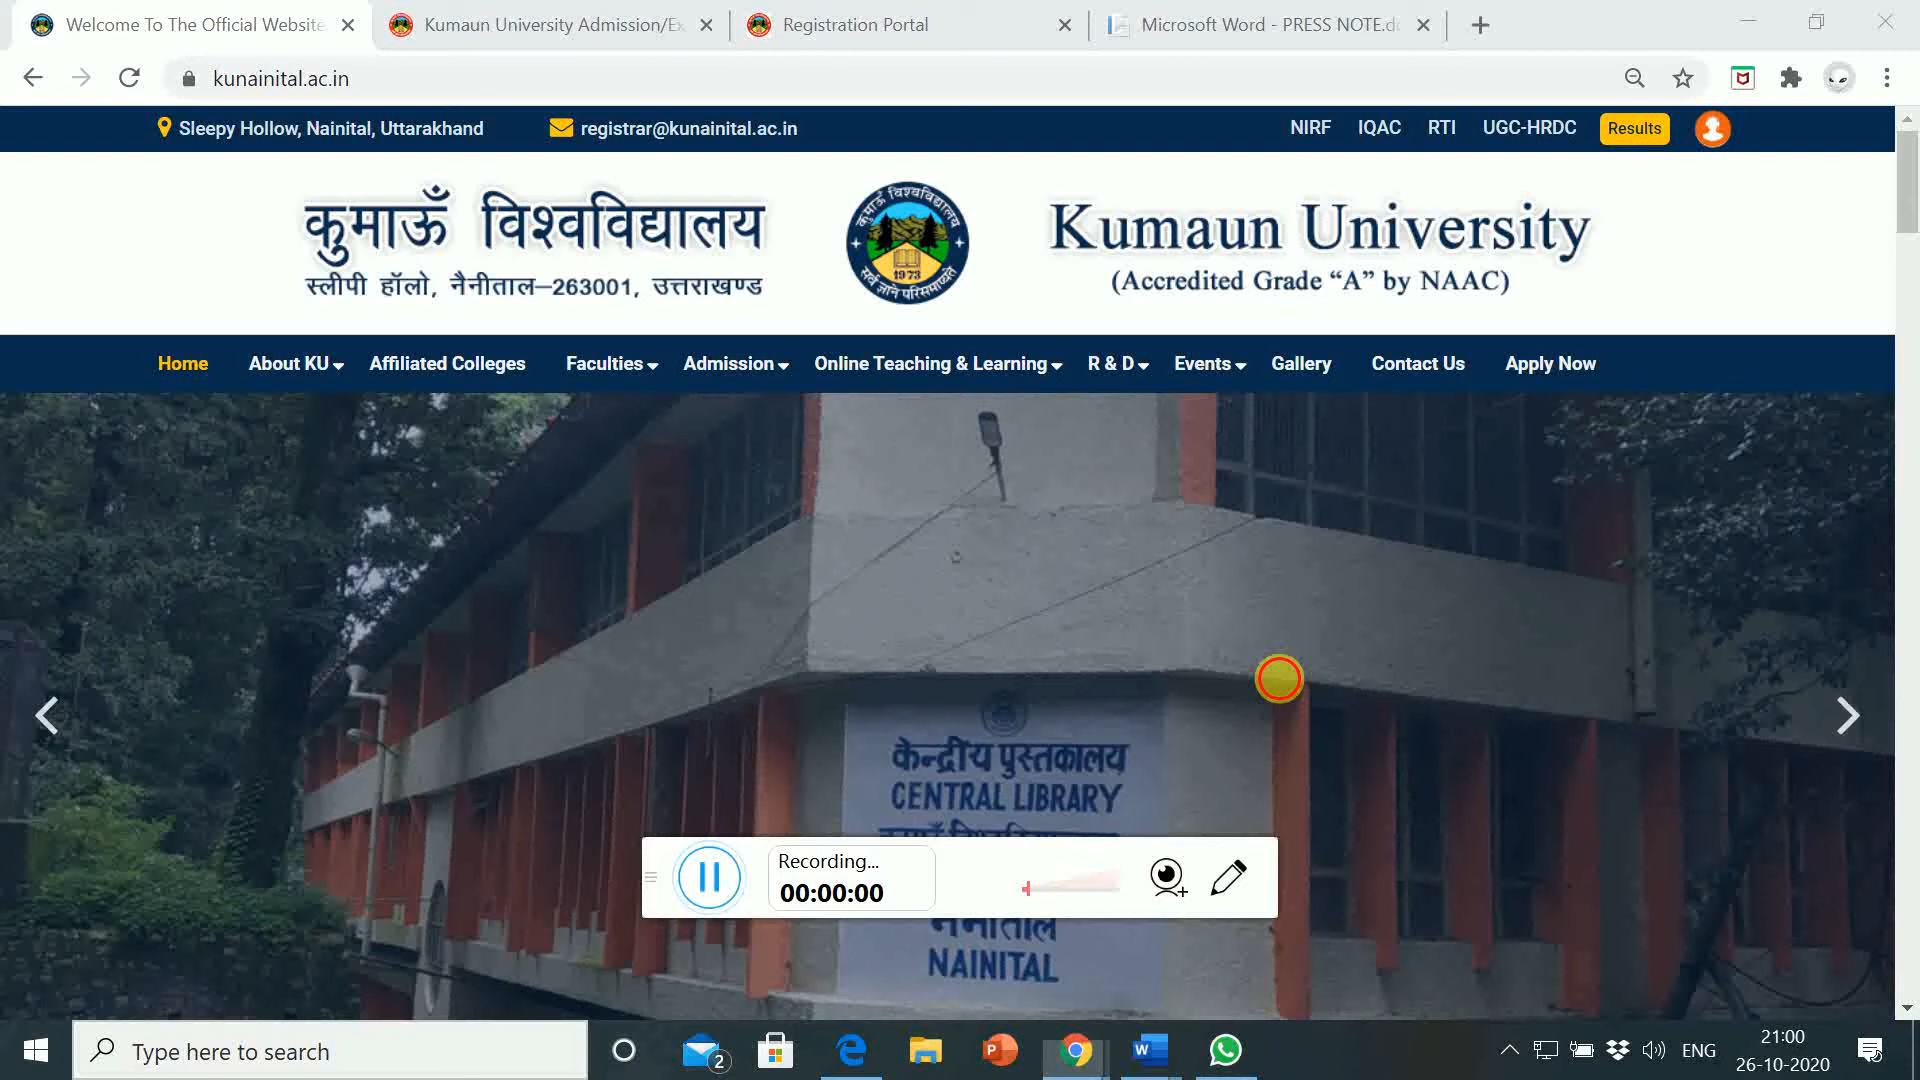 Welcome To The Official Website
Kumaun University Admission/Ex
Registration Portal
Microsoft Word - PRESS NOTE.do
kunainital.ac.in
Sleepy Hollow, Nainital, Uttarakhand
registrar@kunainital.ac.in
NIRF
IQAC
RTI
UGC-HRDC
Results
कुमाऊँ विश्वविद्यालय
स्लीपी हॉलो, नैनीताल–263001, उत्तराखण्ड
कुमाऊँ विश्वविद्यालय
1973
Kumaun University
(Accredited Grade “A” by NAAC)
Home
About KU
Affiliated Colleges
Faculties
Admission
Online Teaching & Learning
R & D
Events
Gallery
Contact Us
Apply Now
केन्द्रीय पुस्तकालय
CENTRAL LIBRARY
Recording...
00:00:00
नैनीताल
NAINITAL
Type here to search
2
ENG
21:00
26-10-2020